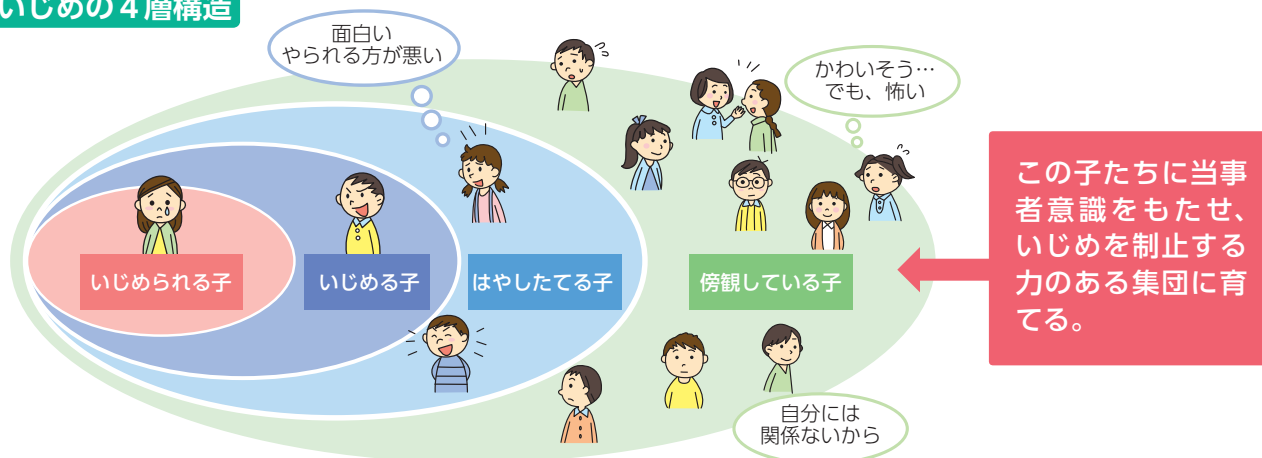 いじめの４層構造
面白い
やられる方が悪い
かわいそう…
でも、怖い
いじめられる子
いじめる子
はやしたてる子
傍観している子
この子たちに当事
者意識をもたせ、
いじめを制止する
力のある集団に育
てる。
自分には
関係ないから